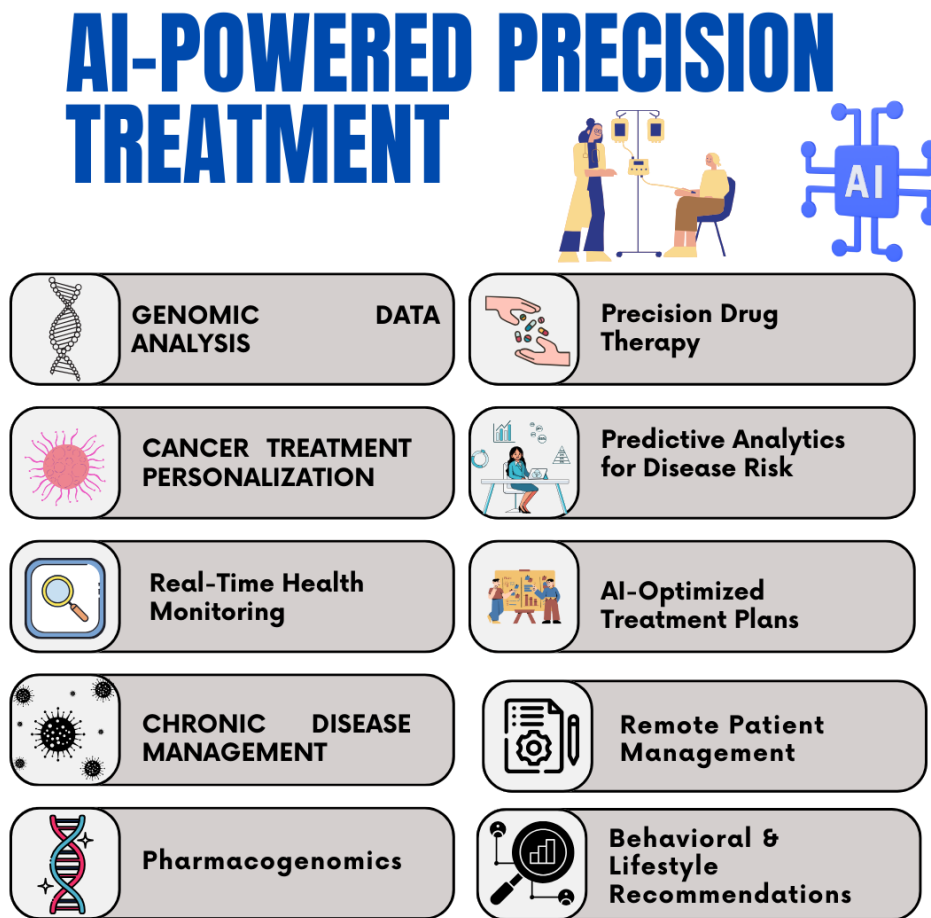 AI-POWERED PRECISION
TREATMENT
AI
GENOMIC DATA
ANALYSIS
Precision Drug
Therapy
CANCER TREATMENT
PERSONALIZATION
Predictive Analytics
for Disease Risk
Real-Time Health
Monitoring
AI-Optimized
Treatment Plans
CHRONIC DISEASE
MANAGEMENT
Remote Patient
Management
Pharmacogenomics
Behavioral &
Lifestyle
Recommendations